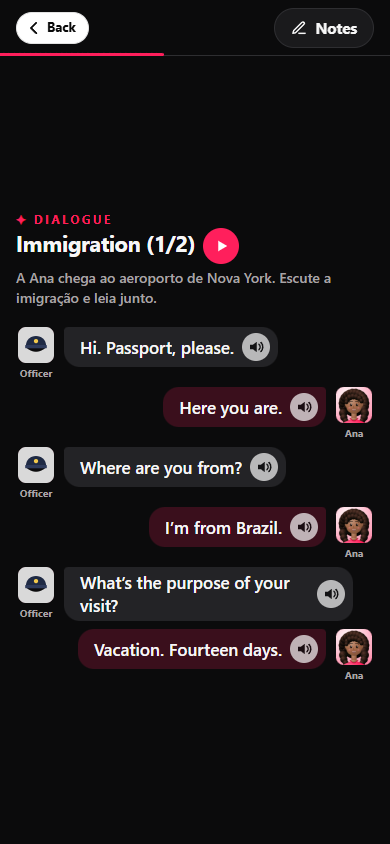 Back
Notes
DIALOGUE
Immigration (1/2)
A Ana chega ao aeroporto de Nova York. Escute a
imigração e leia junto.
Hi. Passport, please.
Officer
Here you are.
Ana
Where are you from?
Officer
I’m from Brazil.
Ana
What’s the purpose of your
visit?
Officer
Vacation. Fourteen days.
Ana